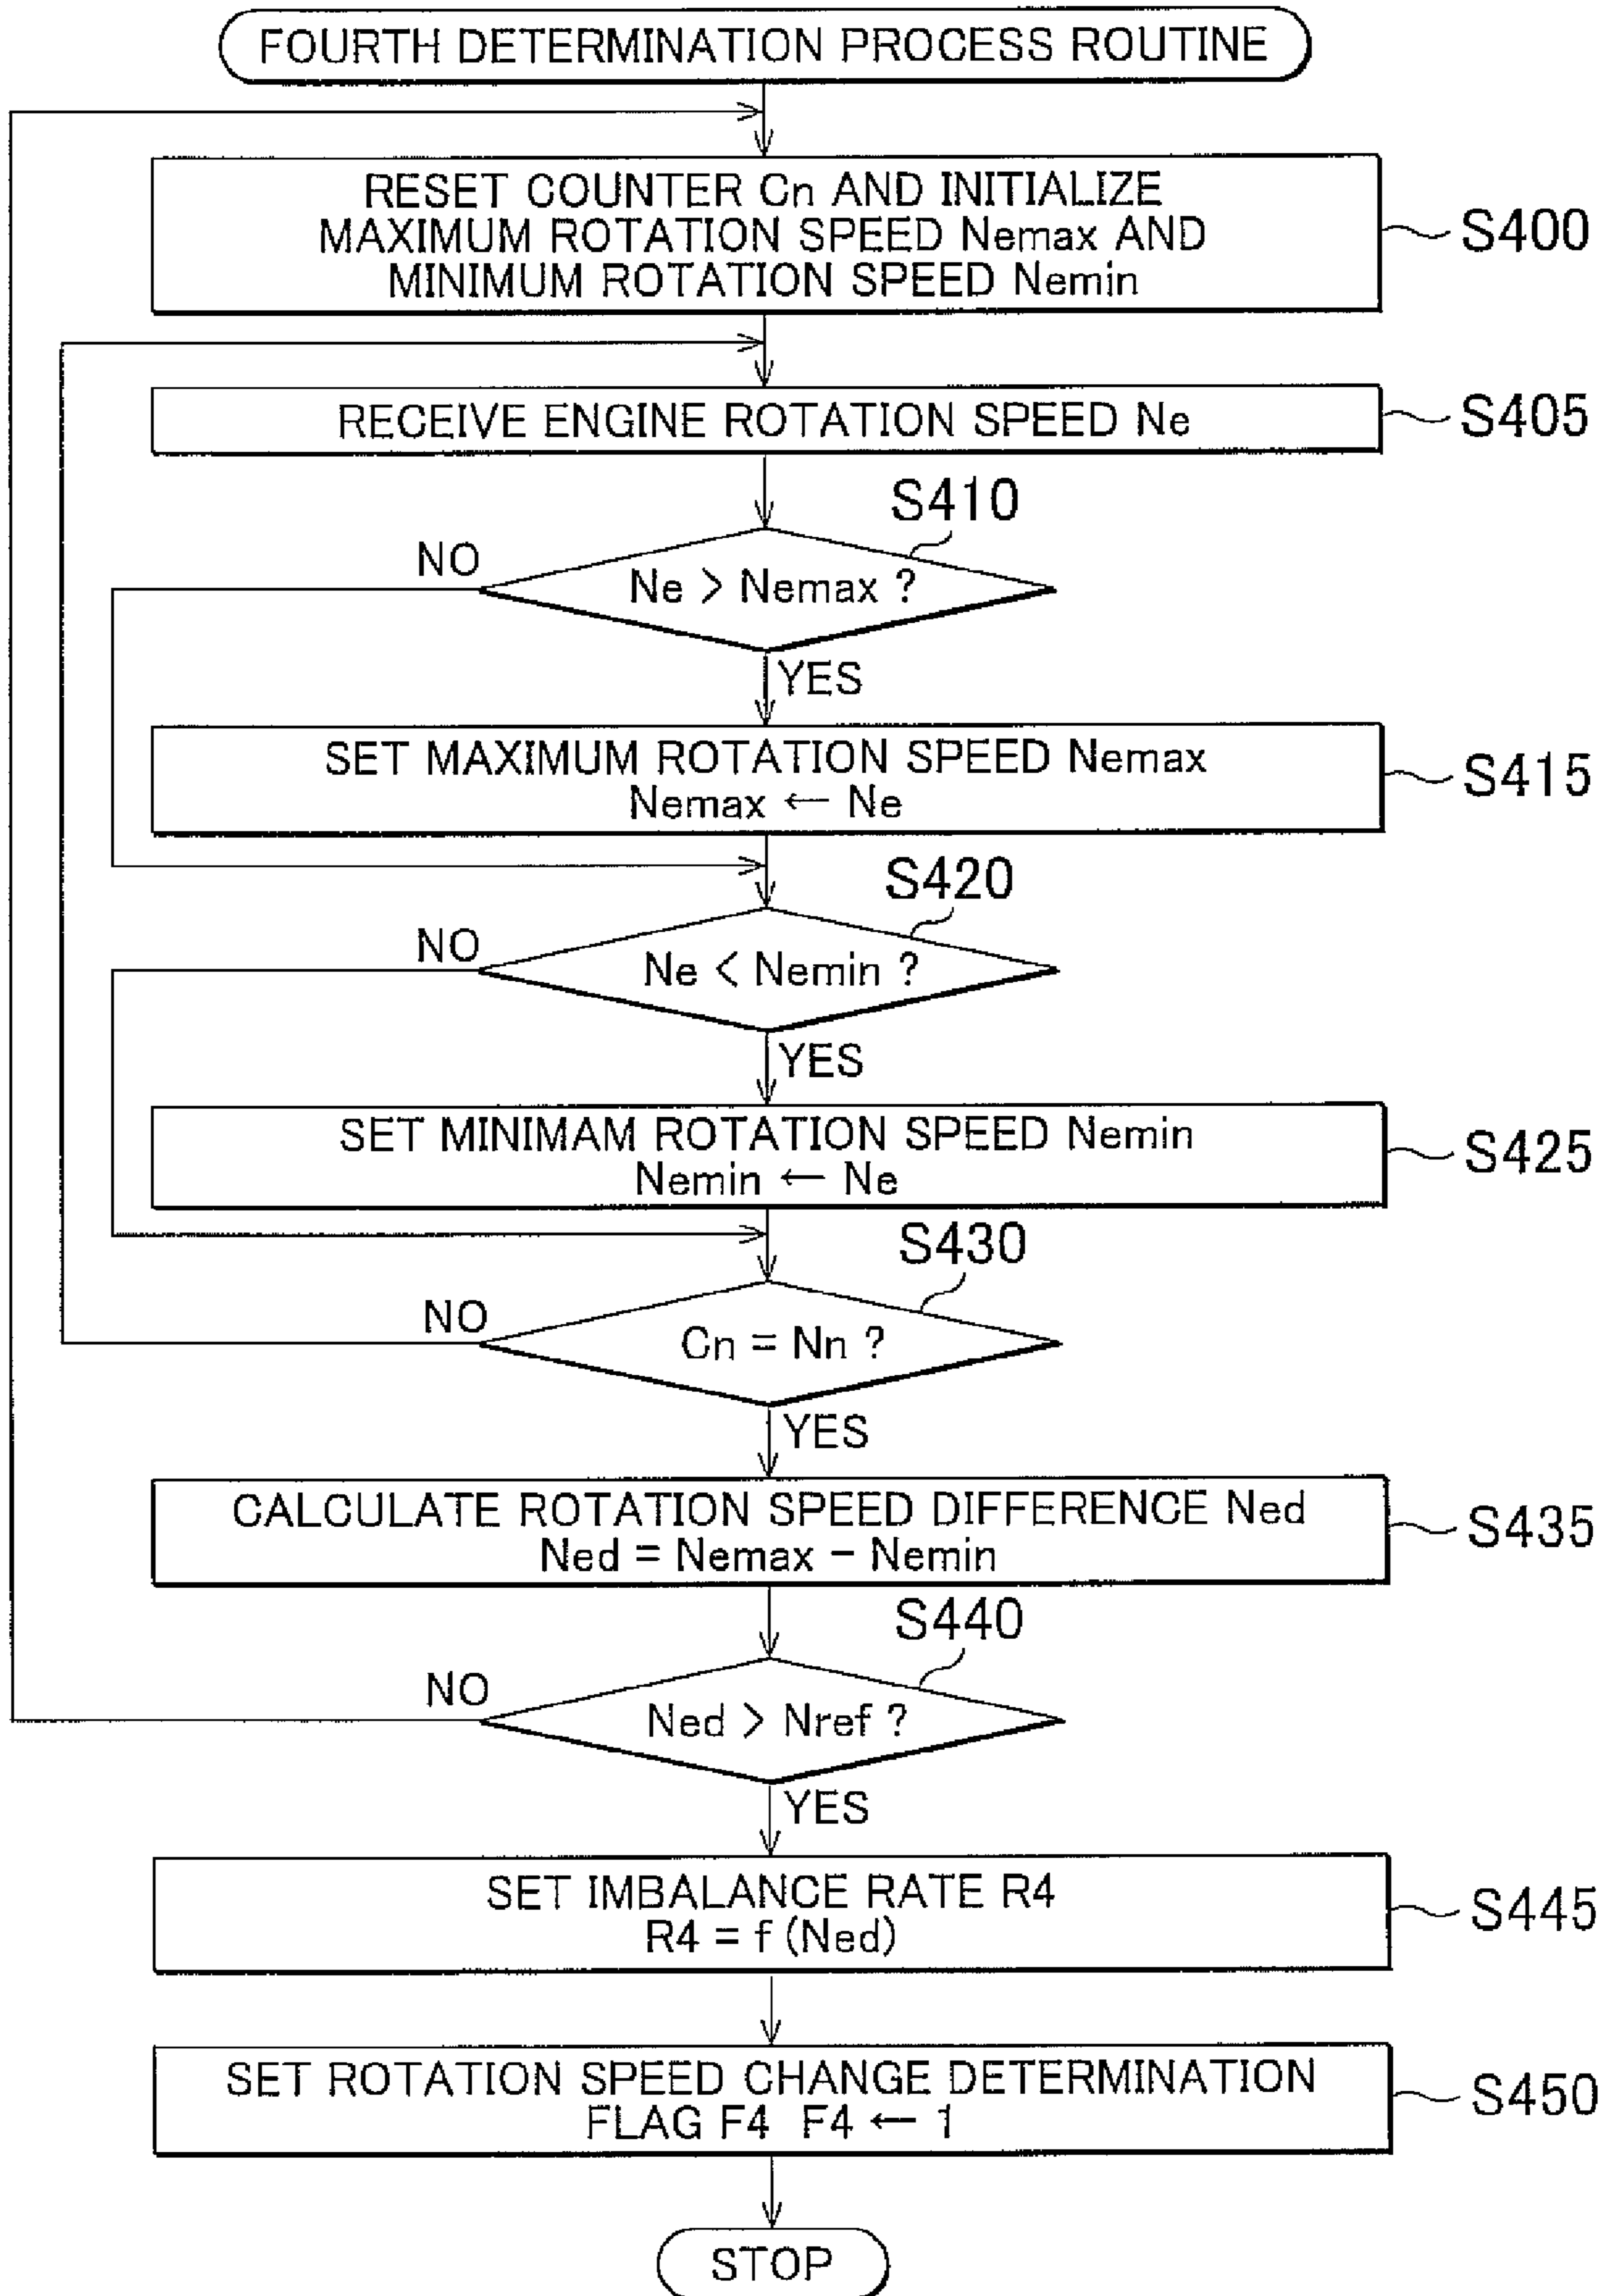 FOURTH DETERMINATION PROCESS ROUTINE
RESET COUNTER Cn AND INITIALIZE
MAXIMUM ROTATION SPEED Nemax AND
MINIMUM ROTATION SPEED Nemin
S400
RECEIVE ENGINE ROTATION SPEED Ne
S405
S410
NO
Ne > Nemax ?
YES
SET MAXIMUM ROTATION SPEED Nemax
Nemax ← Ne
S415
S420
NO
Ne < Nemin ?
YES
SET MINIMAM ROTATION SPEED Nemin
Nemin ← Ne
S425
S430
NO
Cn = Nn ?
YES
CALCULATE ROTATION SPEED DIFFERENCE Ned
Ned = Nemax − Nemin
S435
S440
NO
Ned > Nref ?
YES
SET IMBALANCE RATE R4
R4 = f (Ned)
S445
SET ROTATION SPEED CHANGE DETERMINATION
FLAG F4 F4 ← 1
S450
STOP